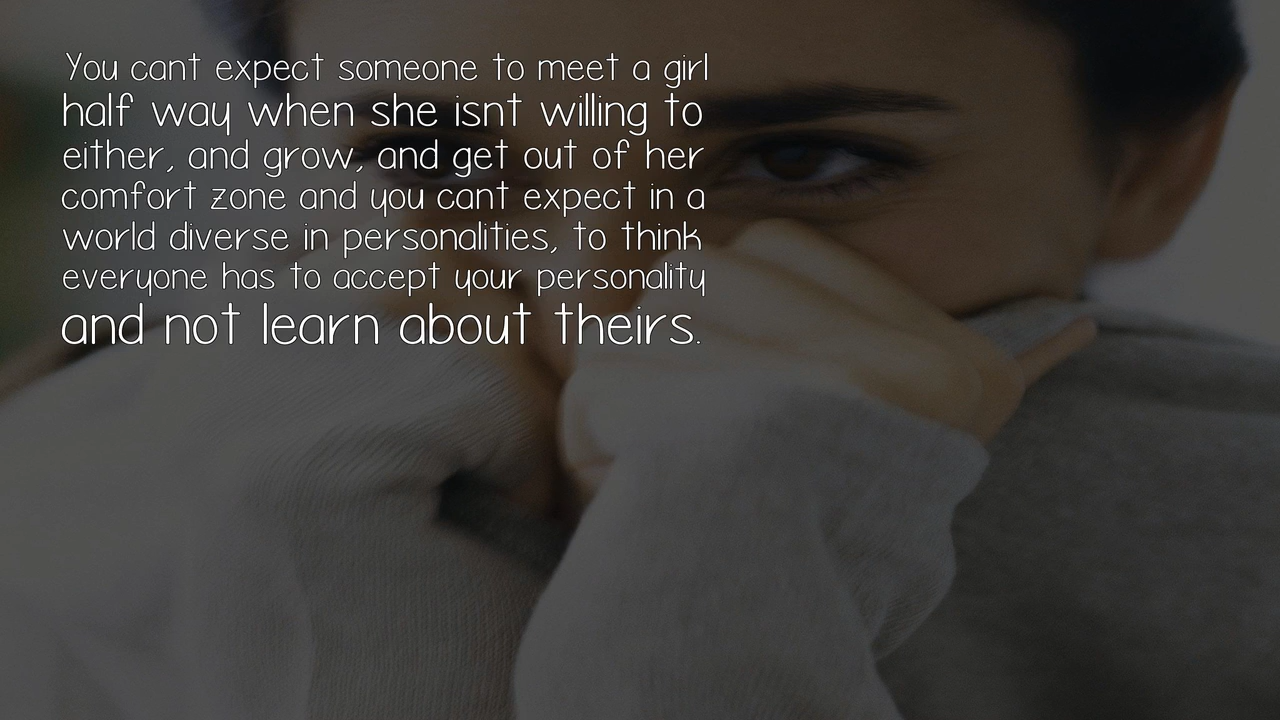 You cant expect someone to meet a girl
half way when she isnt willing to
either, and grow, and get out of her
comfort zone and you cant expect in a
world diverse in personalities, to think
everyone has to accept your personality
and not learn about theirs.